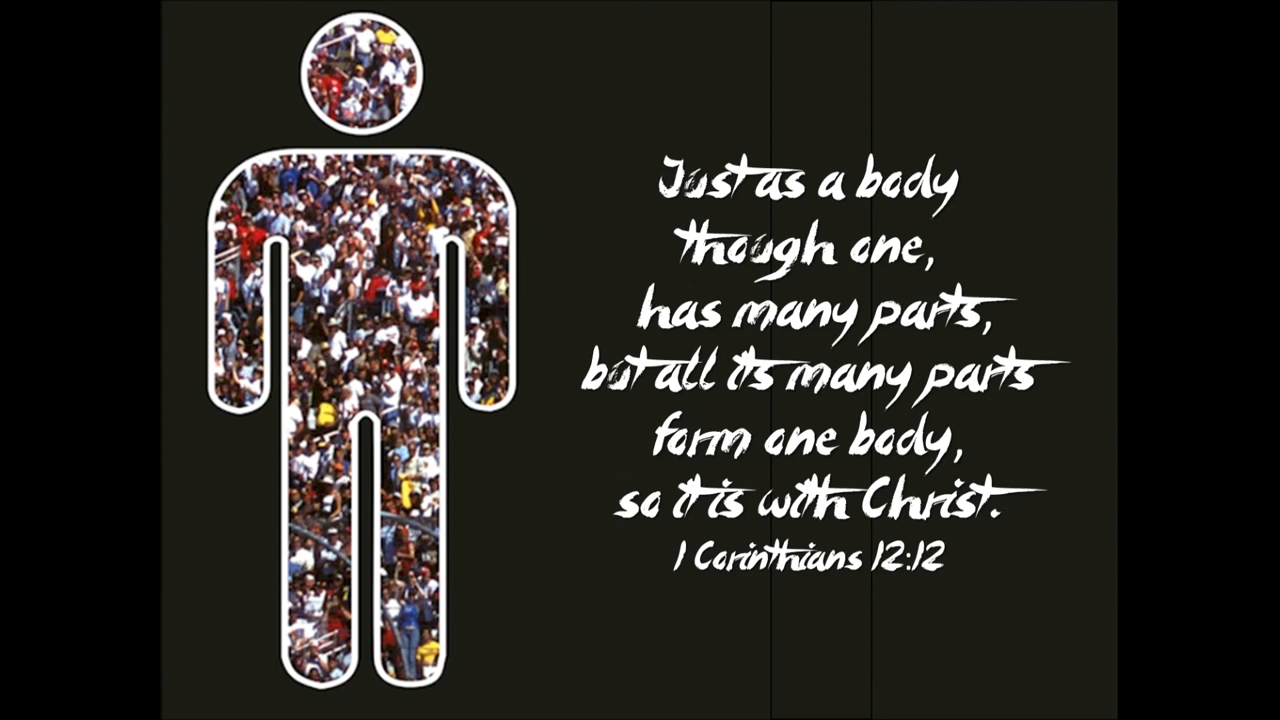 Just as a body
though one,
has many parts,
but all its many parts
form one body,
so it is with Christ.
1 Corinthians 12:12